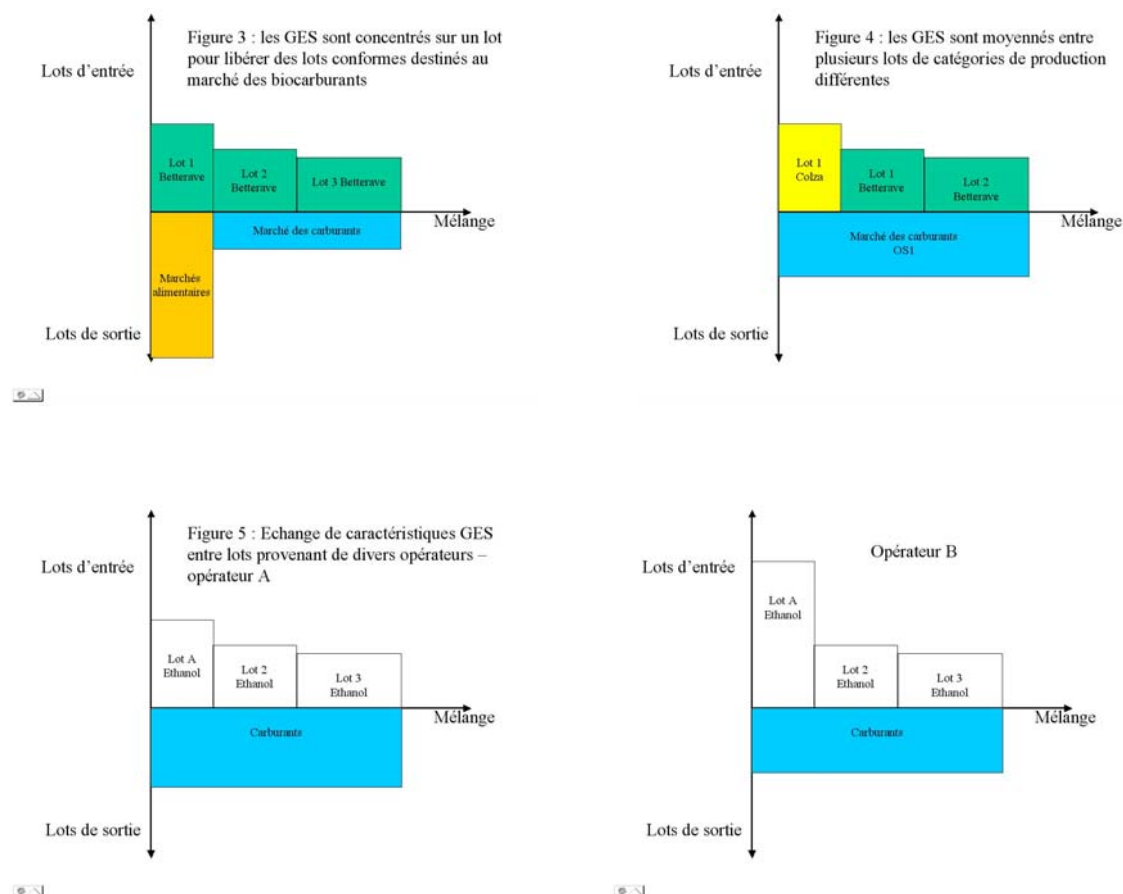 Figure 3 : les GES sont concentrés sur un lot
pour libérer des lots conformes destinés au
marché des biocarburants
Lots d’entrée
Lot 1
Betterave
Lot 2
Betterave
Lot 3 Betterave
Mélange
Marché des carburants
Marchés
alimentaires
Lots de sortie
Figure 4 : les GES sont moyennés entre
plusieurs lots de catégories de production
différentes
Lots d’entrée
Lot 1
Colza
Lot 1
Betterave
Lot 2
Betterave
Mélange
Marché des carburants
OS1
Lots de sortie
Figure 5 : Echange de caractéristiques GES
entre lots provenant de divers opérateurs –
opérateur A
Lots d’entrée
Lot A
Ethanol
Lot 2
Ethanol
Lot 3
Ethanol
Mélange
Carburants
Lots de sortie
Opérateur B
Lots d’entrée
Lot A
Ethanol
Lot 2
Ethanol
Lot 3
Ethanol
Mélange
Carburants
Lots de sortie